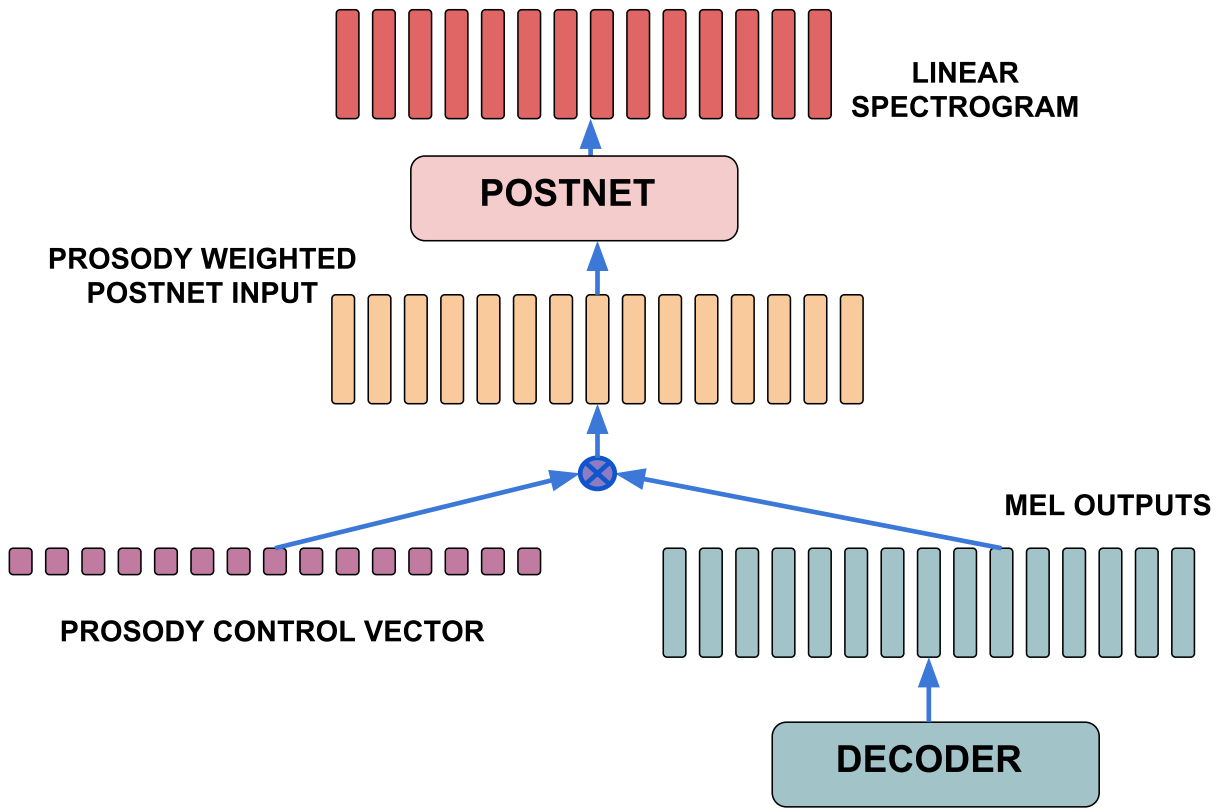 LINEAR
SPECTROGRAM
POSTNET
PROSODY WEIGHTED
POSTNET INPUT
MEL OUTPUTS
PROSODY CONTROL VECTOR
DECODER